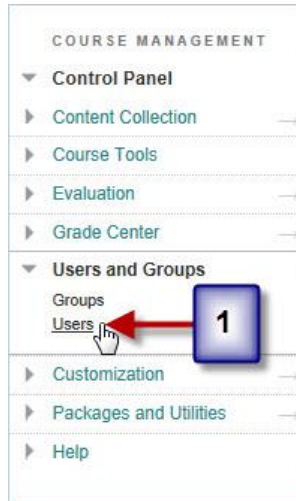 COURSE MANAGEMENT
Control Panel
Content Collection
Course Tools
Evaluation
Grade Center
Users and Groups
Groups
Users
1
Customization
Packages and Utilities
Help